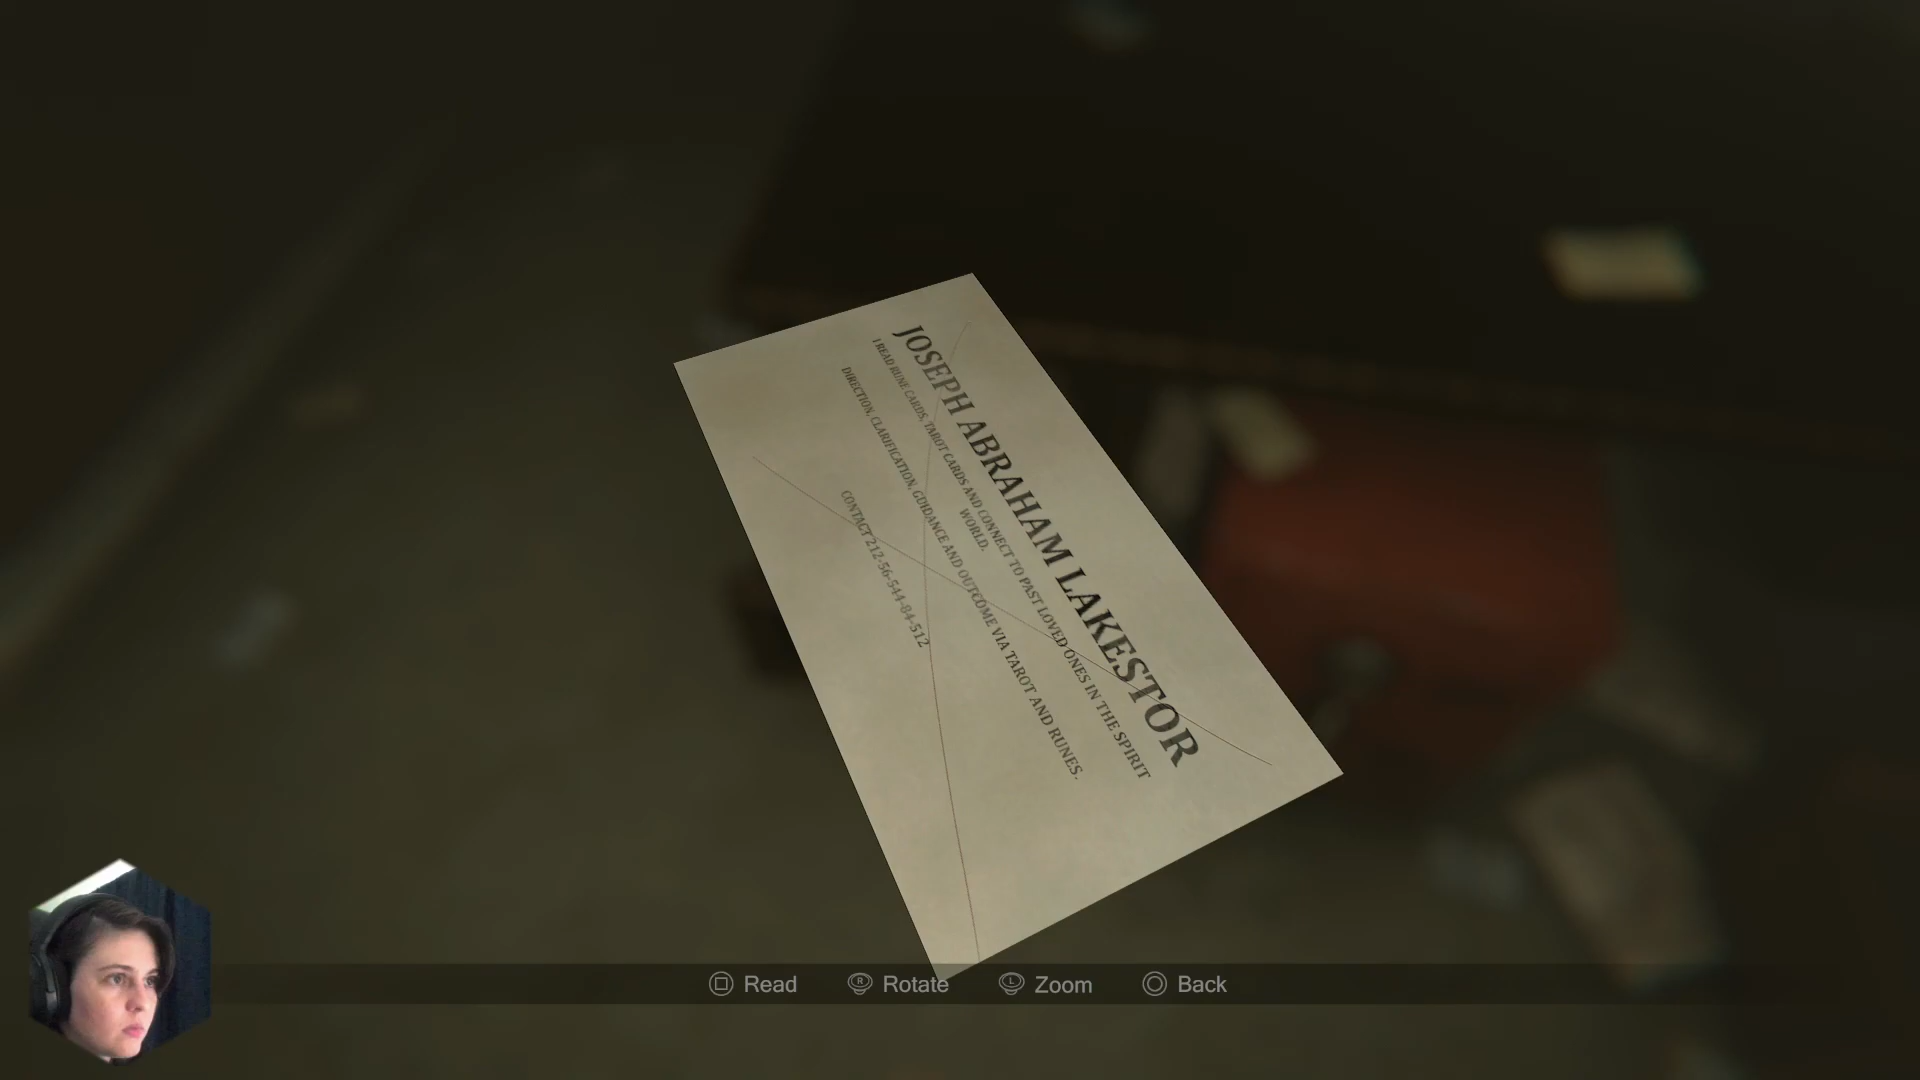 JOSEPH ABRAHAM LAKESTOR
I READ RUNE CARDS, TAROT CARDS AND CONNECT TO PAST LOVED ONES IN THE SPIRIT
WORLD.
DIRECTION, CLARIFICATION, GUIDANCE AND OUTCOME VIA TAROT AND RUNES.
CONTACT 212-56-544-84-512
R
L
Read
Rotate
Zoom
Back